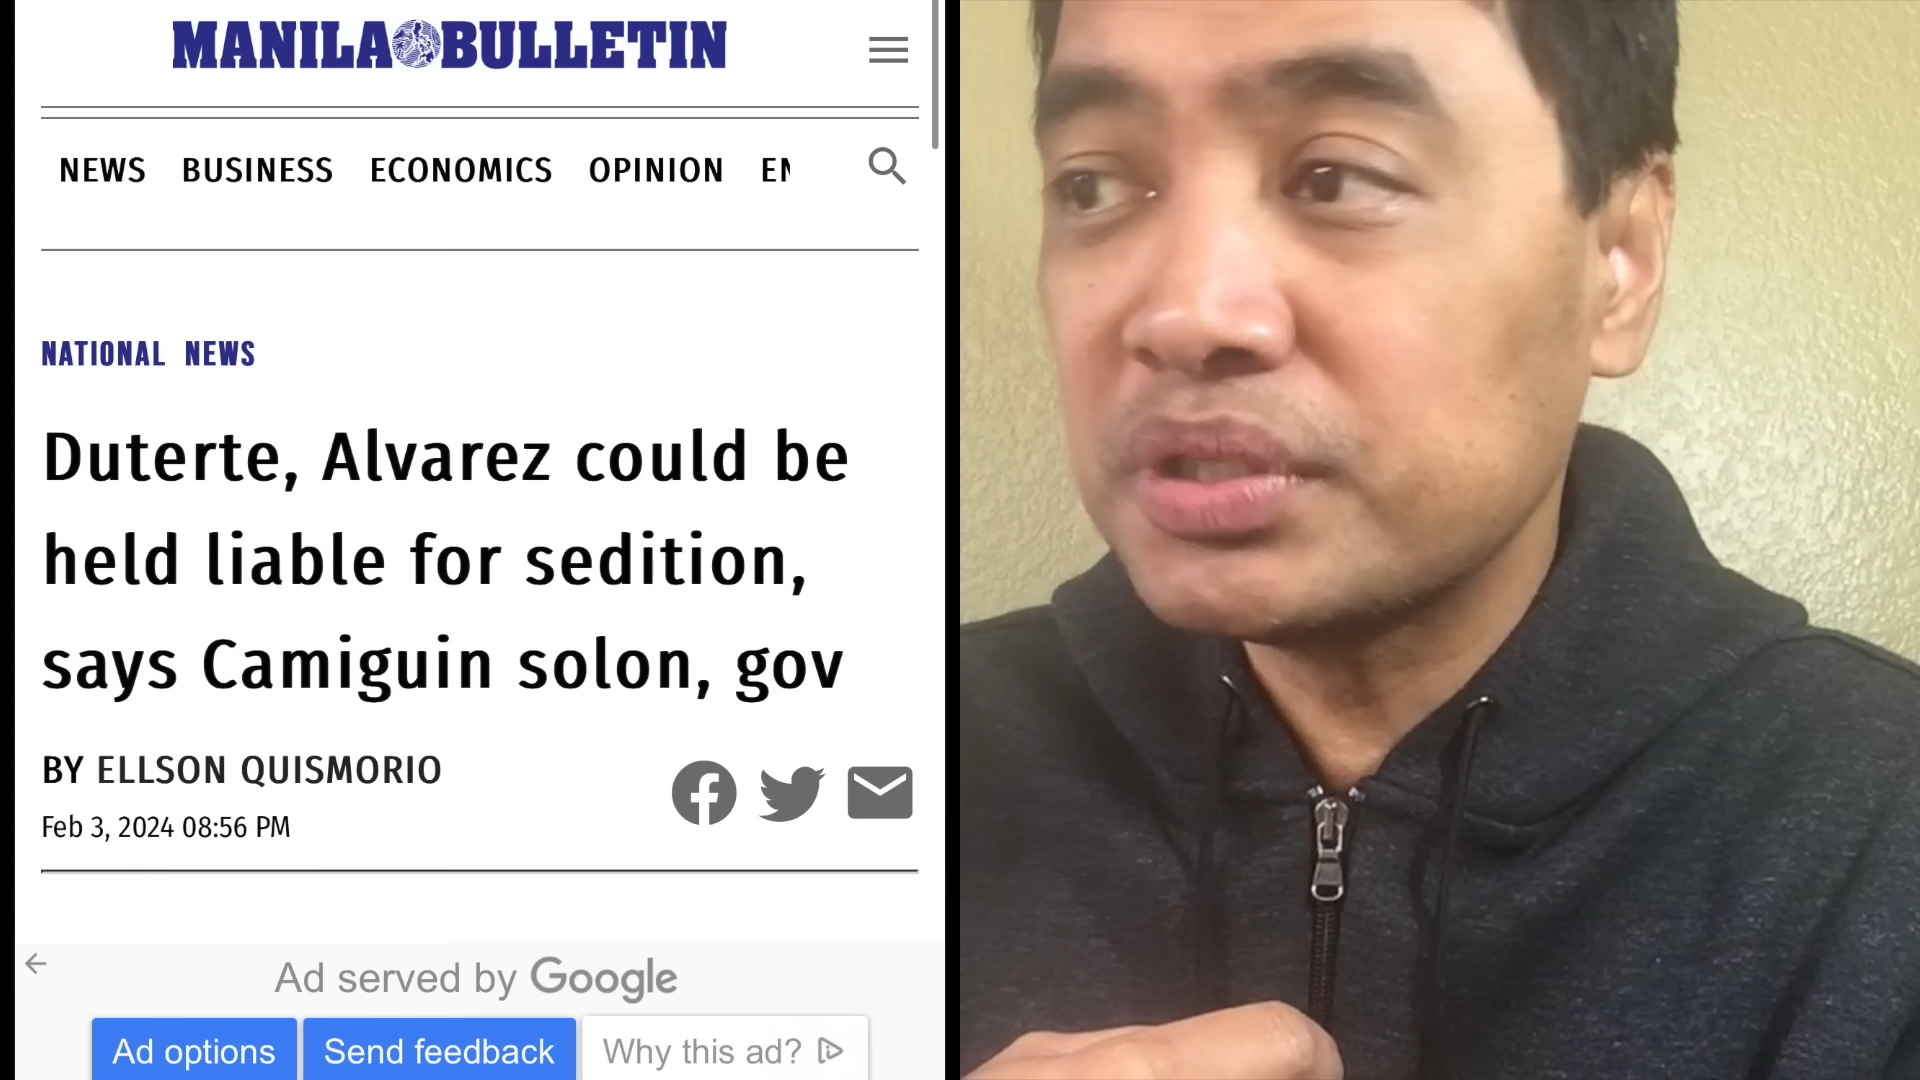 MANILA BULLETIN
NEWS BUSINESS ECONOMICS OPINION
NATIONAL NEWS
Duterte, Alvarez could be
held liable for sedition,
says Camiguin solon, gov
BY ELLSON QUISMORIO
Feb 3, 2024 08:56 PM
Ad served by Google
Ad options Send feedback Why this ad?